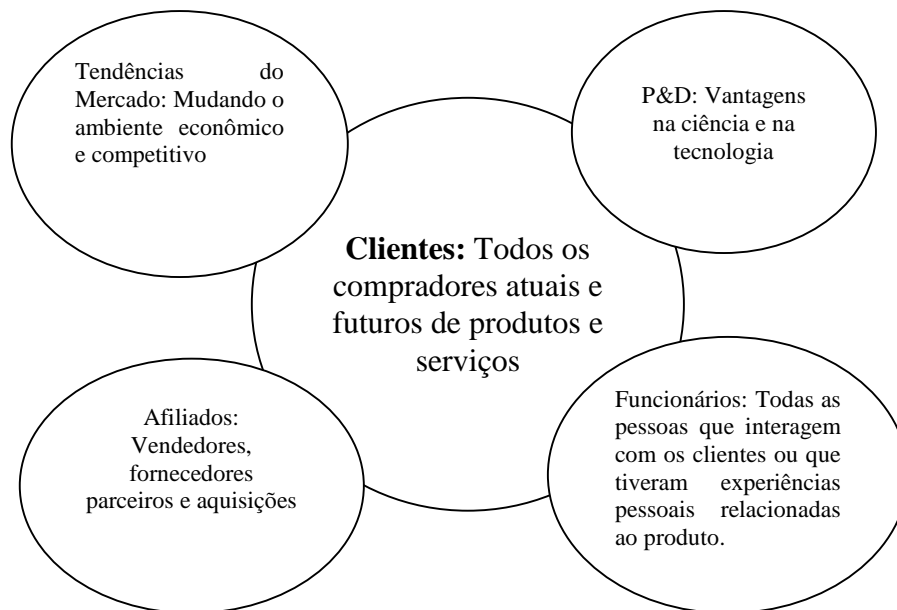 Tendências do
Mercado: Mudando o
ambiente econômico
e competitivo
P&D: Vantagens
na ciência e na
tecnologia
Clientes: Todos os
compradores atuais e
futuros de produtos e
serviços
Afiliados:
Vendedores,
fornecedores
parceiros e aquisições
Funcionários: Todas as
pessoas que interagem
com os clientes ou que
tiveram experiências
pessoais relacionadas
ao produto.